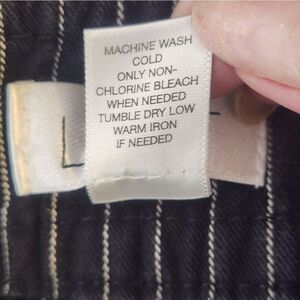 MACHINE WASH
COLD
ONLY NON-
CHLORINE BLEACH
WHEN NEEDED
TUMBLE DRY LOW
WARM IRON
IF NEEDED